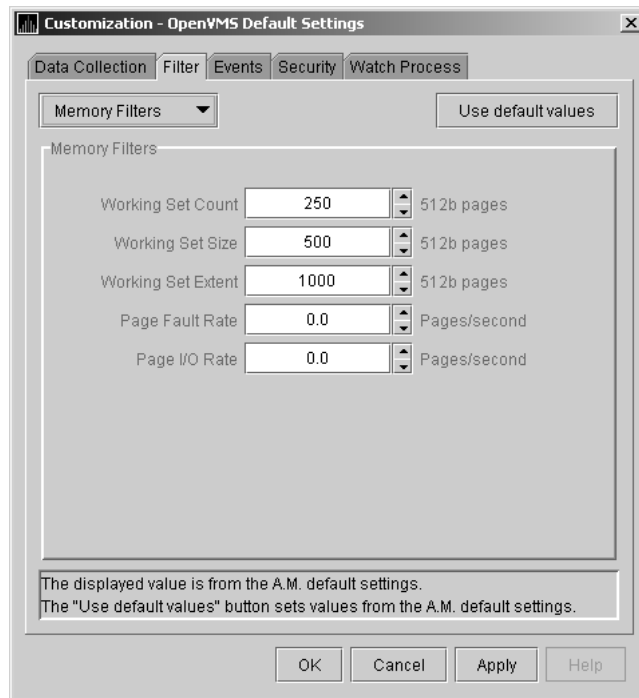 Customization - OpenVMS Default Settings
Data Collection Filter Events Security Watch Process
Memory Filters Use default values
Memory Filters
Working Set Count 250 512b pages
Working Set Size 500 512b pages
Working Set Extent 1000 512b pages
Page Fault Rate 0.0 Pages/second
Page I/O Rate 0.0 Pages/second
The displayed value is from the A.M. default settings.
The "Use default values" button sets values from the A.M. default settings.
OK Cancel Apply Help